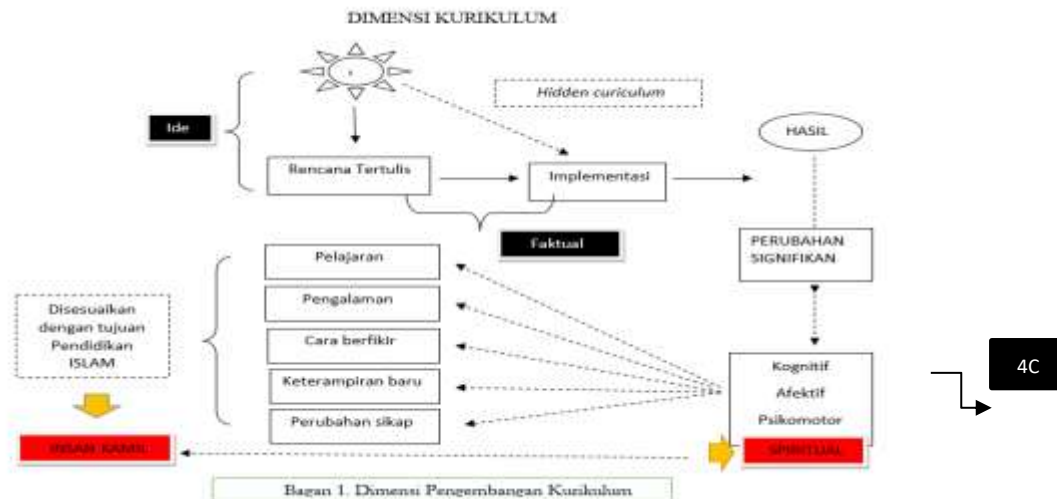 DIMENSI KURIKULUM
Hidden curiculum
Ide
HASIL
Rencana Tertulis
Implementasi
Faktual
PERUBAHAN
SIGNIFIKAN
Pelajaran
Pengalaman
Cara berfikir
Keterampiran baru
Perubahan sikap
Disesuaikan
dengan tujuan
Pendidikan
ISLAM
Kognitif
Afektif
Psikomotor
SPIRITUAL
4C
INSAN KAMIL
Bagan 1. Dimensi Pengembangan Kurikulum